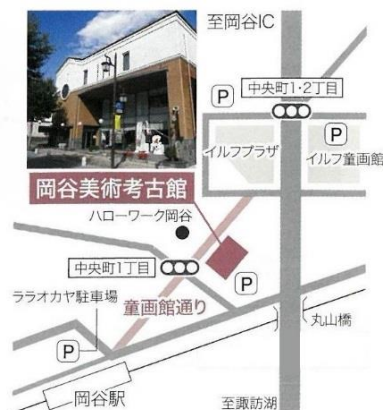 至岡谷IC
中央町1・2丁目
P
P
イルフプラザ
イルフ童画館
岡谷美術考古館
ハローワーク岡谷
中央町1丁目
P
ララオカヤ駐車場
童画館通り
丸山橋
P
岡谷駅
至諏訪湖